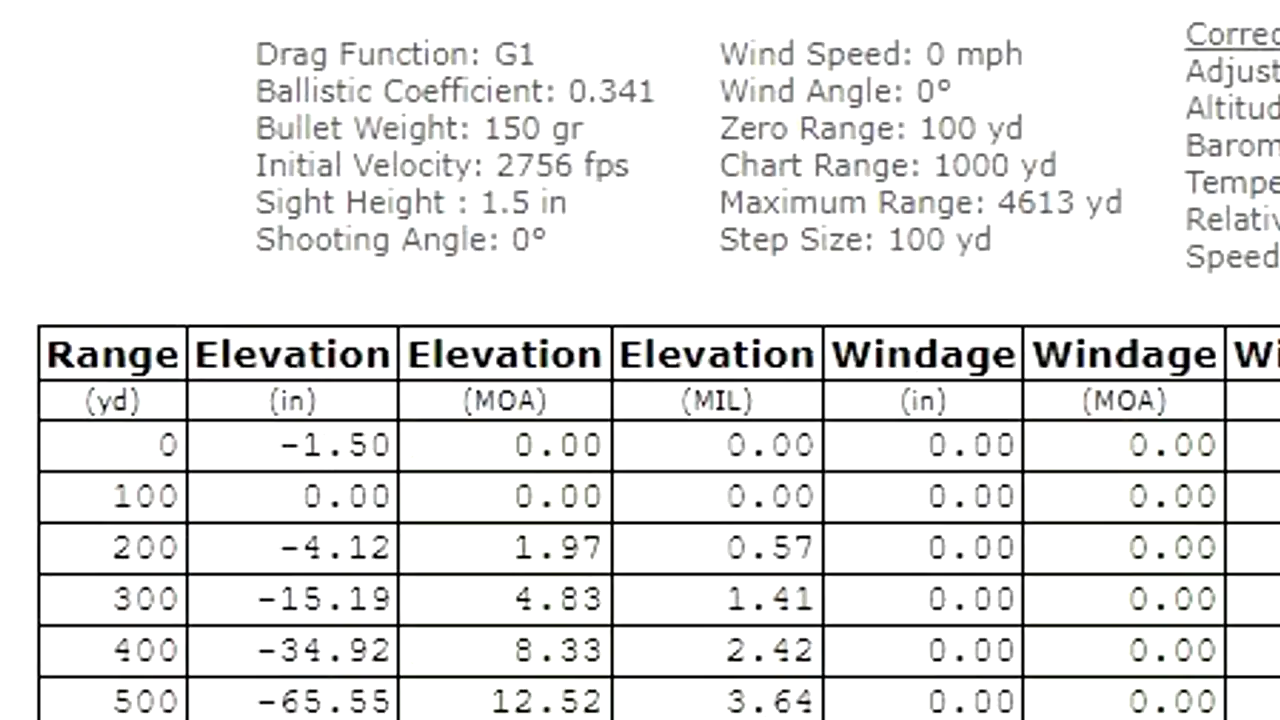 Drag Function: G1
Ballistic Coefficient: 0.341
Bullet Weight: 150 gr
Initial Velocity: 2756 fps
Sight Height : 1.5 in
Shooting Angle: 0°
Wind Speed: 0 mph
Wind Angle: 0°
Zero Range: 100 yd
Chart Range: 1000 yd
Maximum Range: 4613 yd
Step Size: 100 yd
Speed
Range Elevation Elevation Elevation Windage Windage
(yd) (in) (MOA) (MIL) (in) (MOA)
0 -1.50 0.00 0.00 0.00 0.00
100 0.00 0.00 0.00 0.00 0.00
200 -4.12 1.97 0.57 0.00 0.00
300 -15.19 4.83 1.41 0.00 0.00
400 -34.92 8.33 2.42 0.00 0.00
500 -65.55 12.52 3.64 0.00 0.00